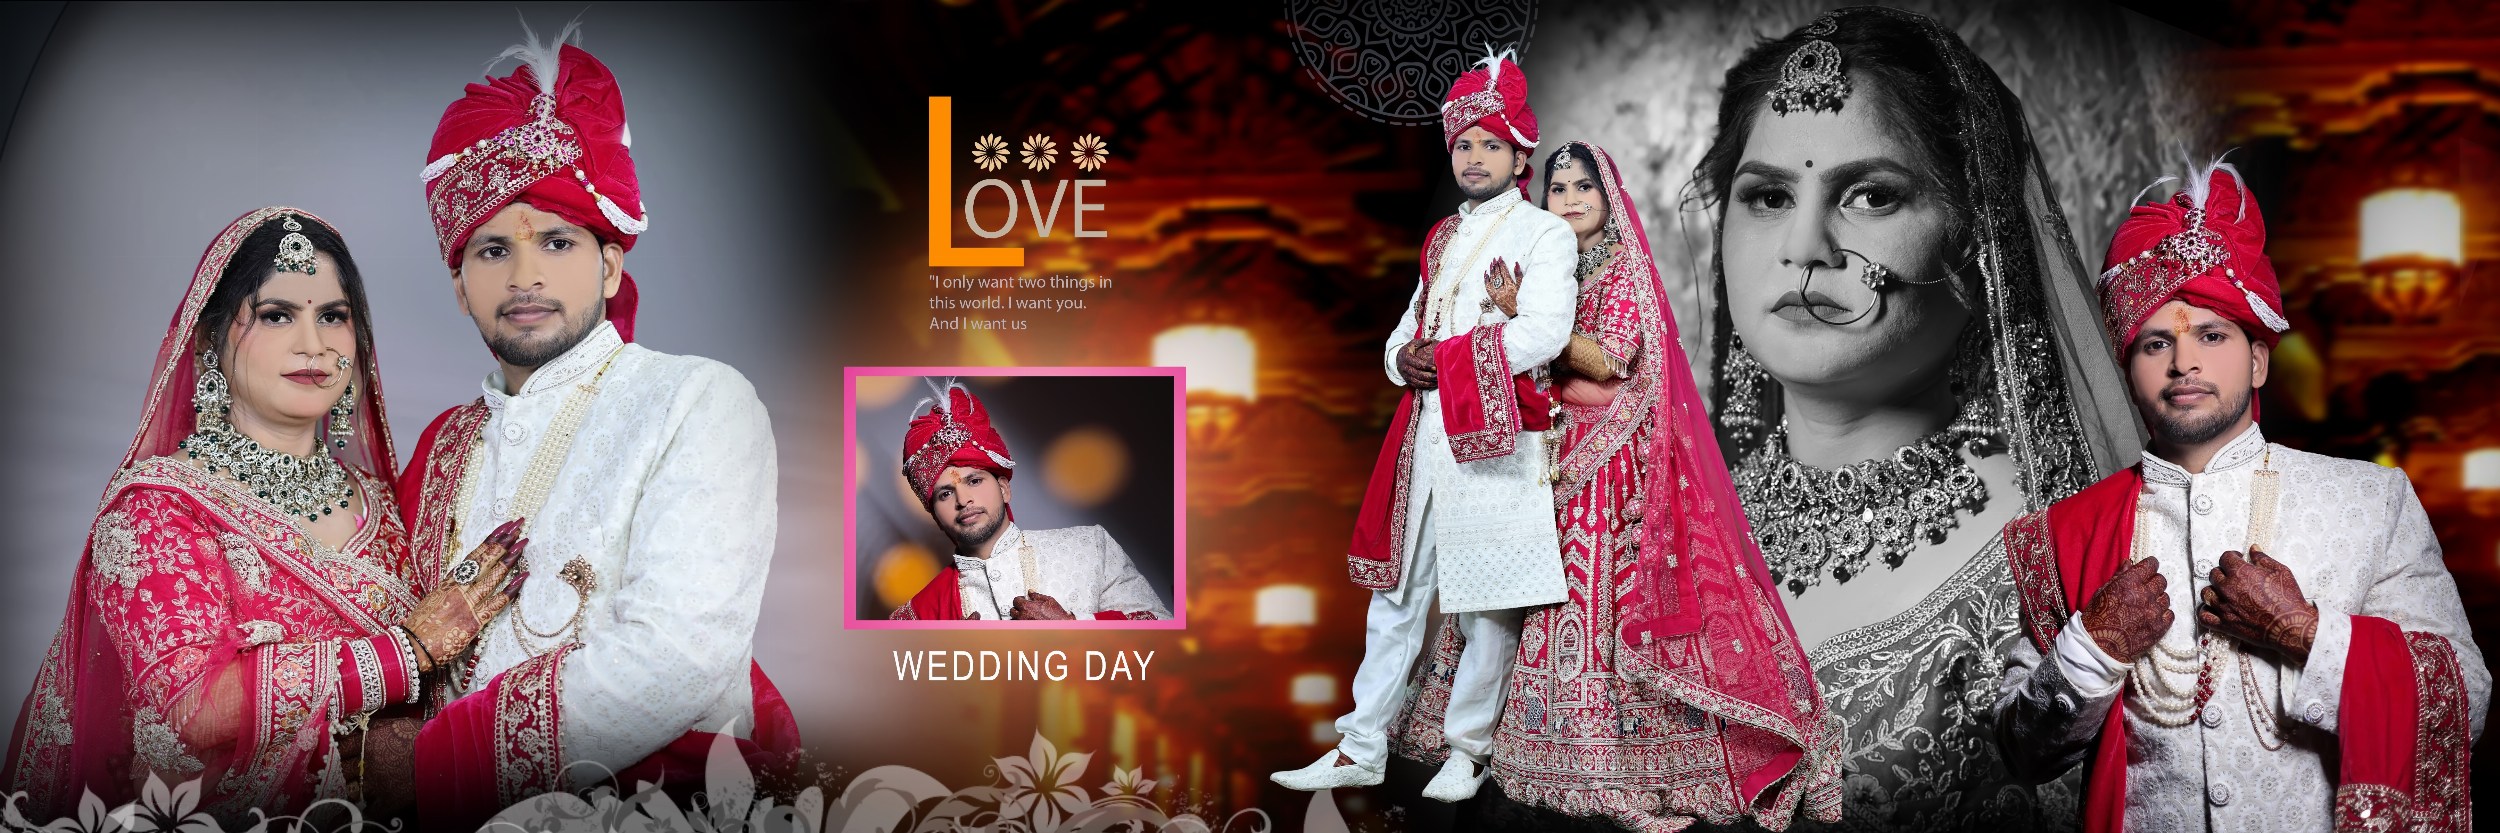 LOVE
"I only want two things in
this world. I want you.
And I want us
WEDDING DAY